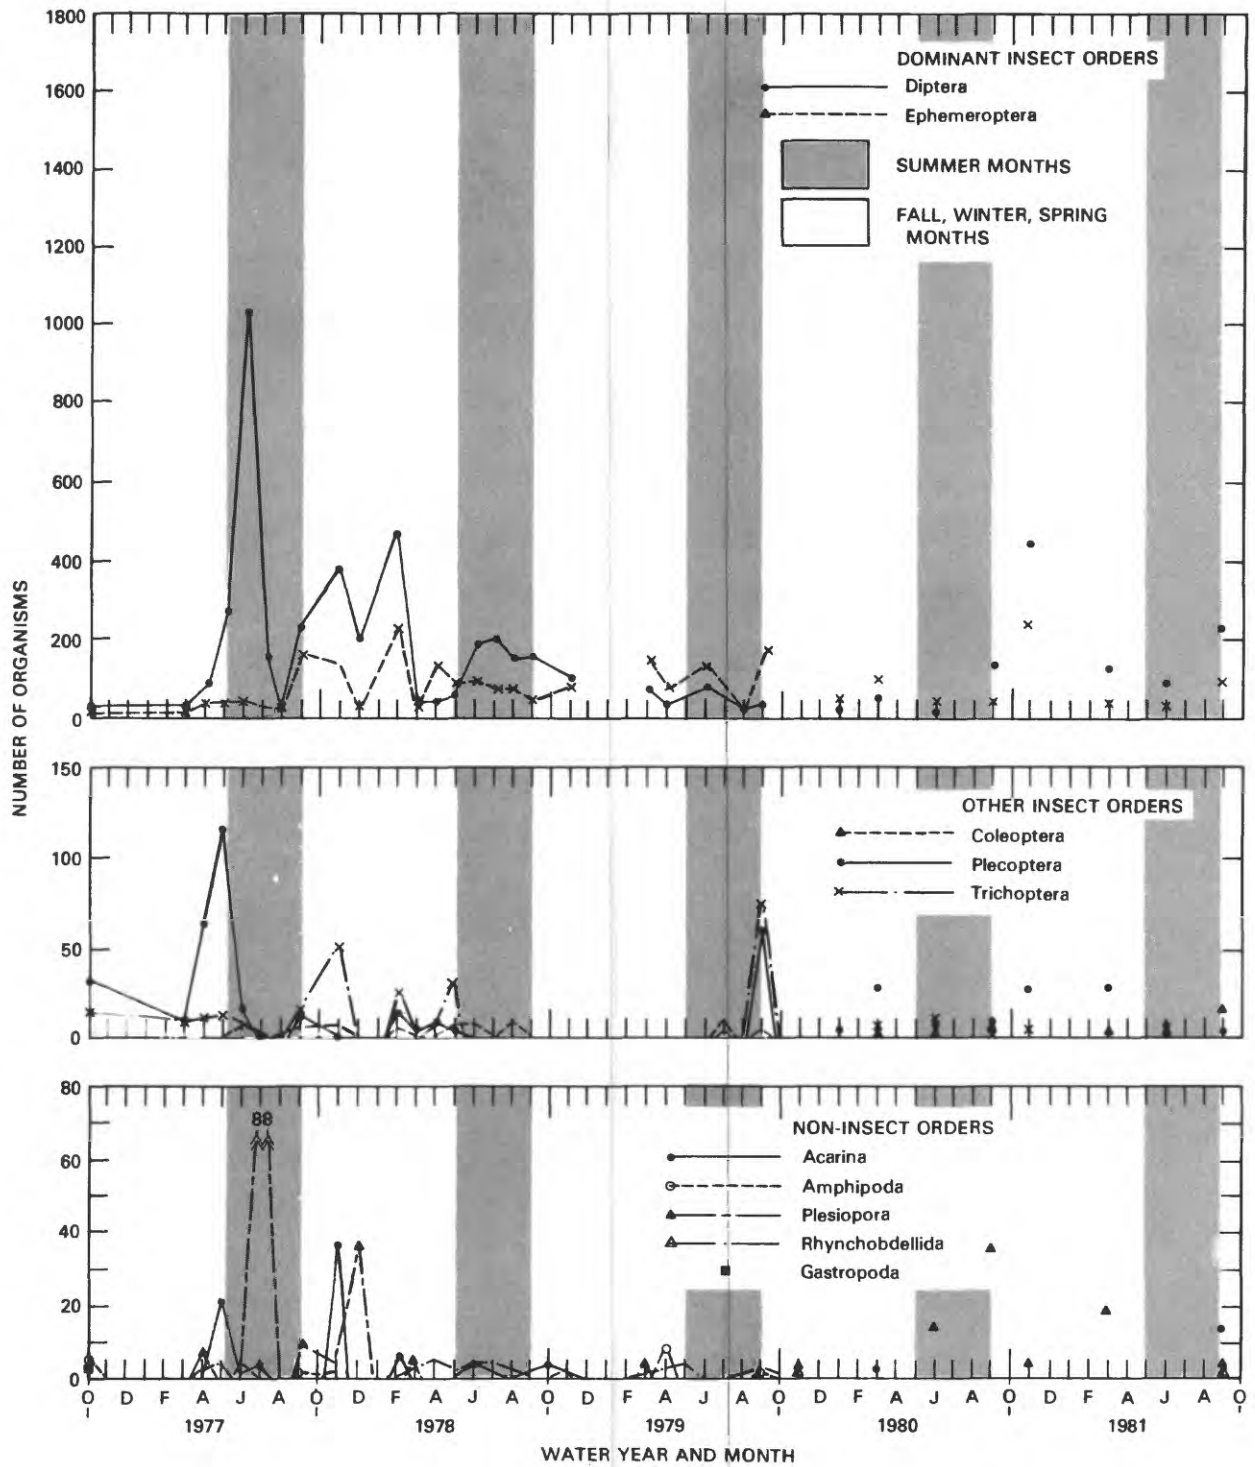 NUMBER OF ORGANISMS
1800
1600
1400
1200
1000
800
600
400
200
0
DOMINANT INSECT ORDERS
Diptera
Ephemeroptera
SUMMER MONTHS
FALL, WINTER, SPRING
MONTHS
150
100
50
0
OTHER INSECT ORDERS
Coleoptera
Plecoptera
Trichoptera
80
60
40
20
0
88
NON-INSECT ORDERS
Acarina
Amphipoda
Plesiopora
Rhynchobdellida
Gastropoda
O D F A J A O D F A J A O D F A J A O D F A J A O D F A J A O
1977 1978 1979 1980 1981
WATER YEAR AND MONTH